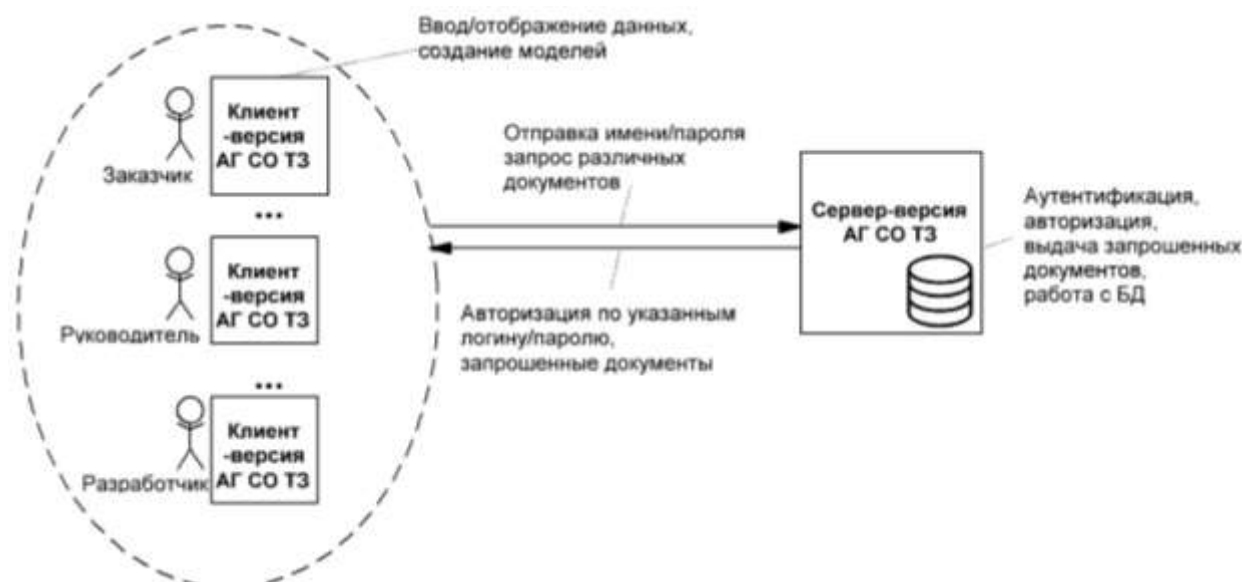 Ввод/отображение данных,
создание моделей
Клиент
-версия
АГ СО ТЗ
Заказчик
...
Клиент
-версия
АГ СО ТЗ
Руководитель
...
Клиент
-версия
АГ СО ТЗ
Разработчик
Отправка имени/пароля
запрос различных
документов
Авторизация по указанным
логину/паролю,
запрошенные документы
Сервер-версия
АГ СО ТЗ
Аутентификация,
авторизация,
выдача запрошенных
документов,
работа с БД